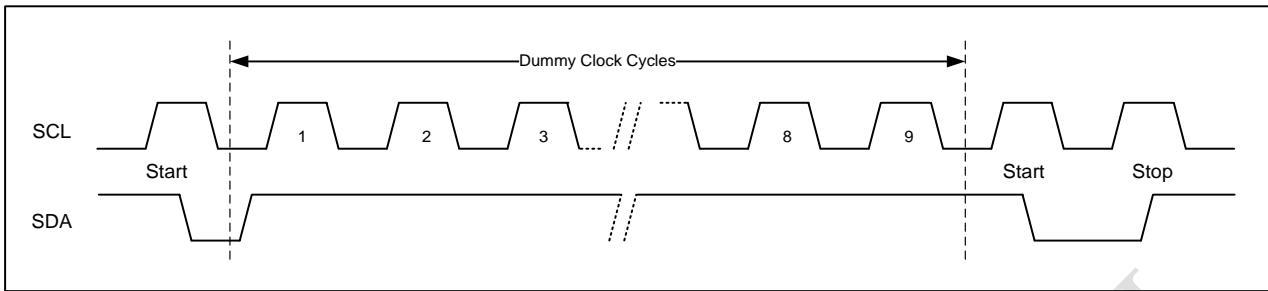 Dummy Clock Cycles
SCL
1 2 3 8 9
Start Start Stop
SDA